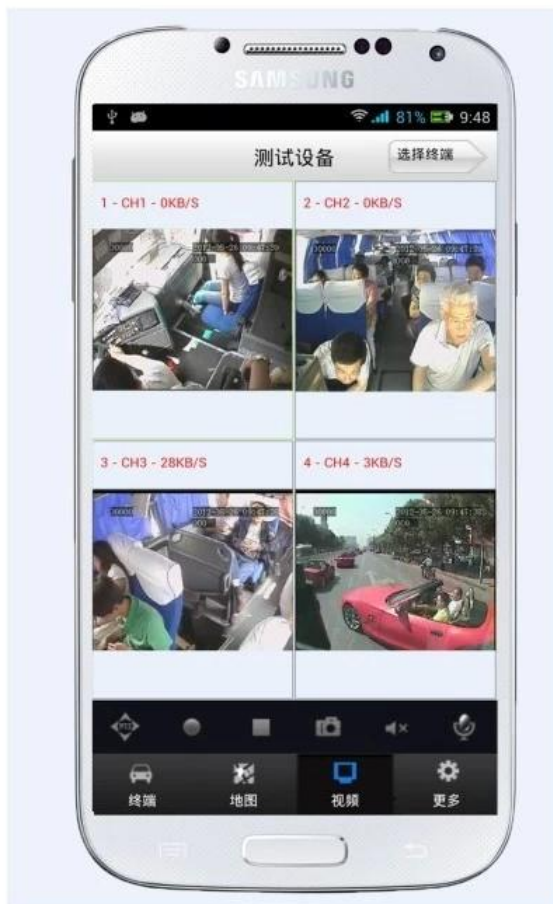 SAMSUNG
81% 9:48
测试设备
选择终端
1 - CH1 - 0KB/S
2 - CH2 - 0KB/S
3 - CH3 - 28KB/S
4 - CH4 - 3KB/S
终端
地图
视频
更多